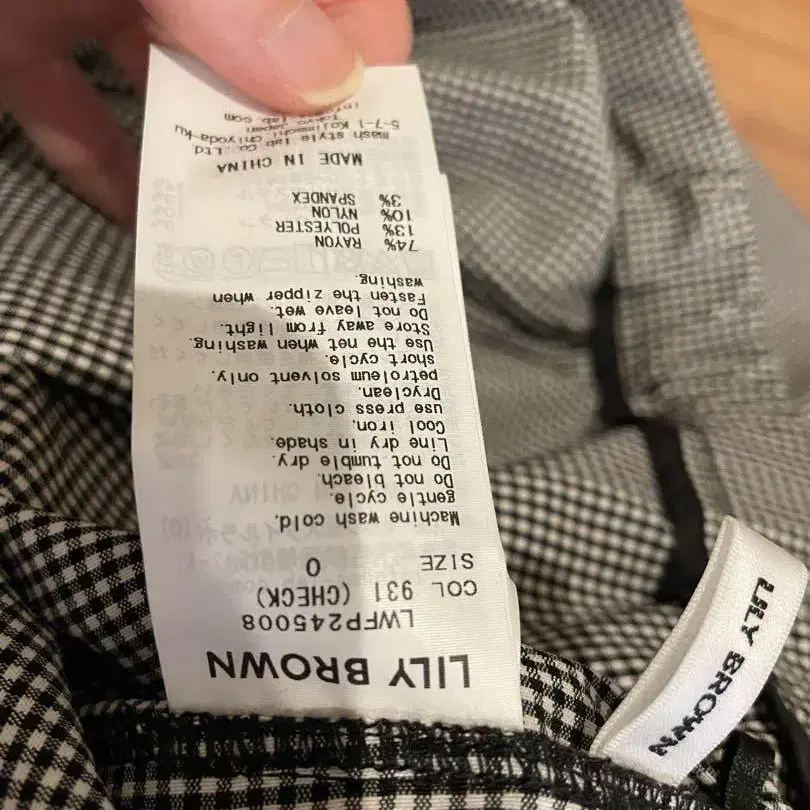 LILY BROWN
LWFP245008
COL 931 (CHECK)
SIZE 0
Machine wash cold.
gentle cycle.
Do not bleach.
Do not tumble dry.
Line dry in shade.
Cool iron.
use press cloth.
Dryclean.
petroleum solvent only.
short cycle.
Use the net when washing.
Store away from light.
Do not leave wet.
Fasten the zipper when
washing.
74% RAYON
13% POLYESTER
10% NYLON
3% SPANDEX
MADE IN CHINA
mash style lab Co.,Ltd.
5-7-1 Kojimachi, Chiyoda-ku
Tokyo, Japan
LILY BROWN